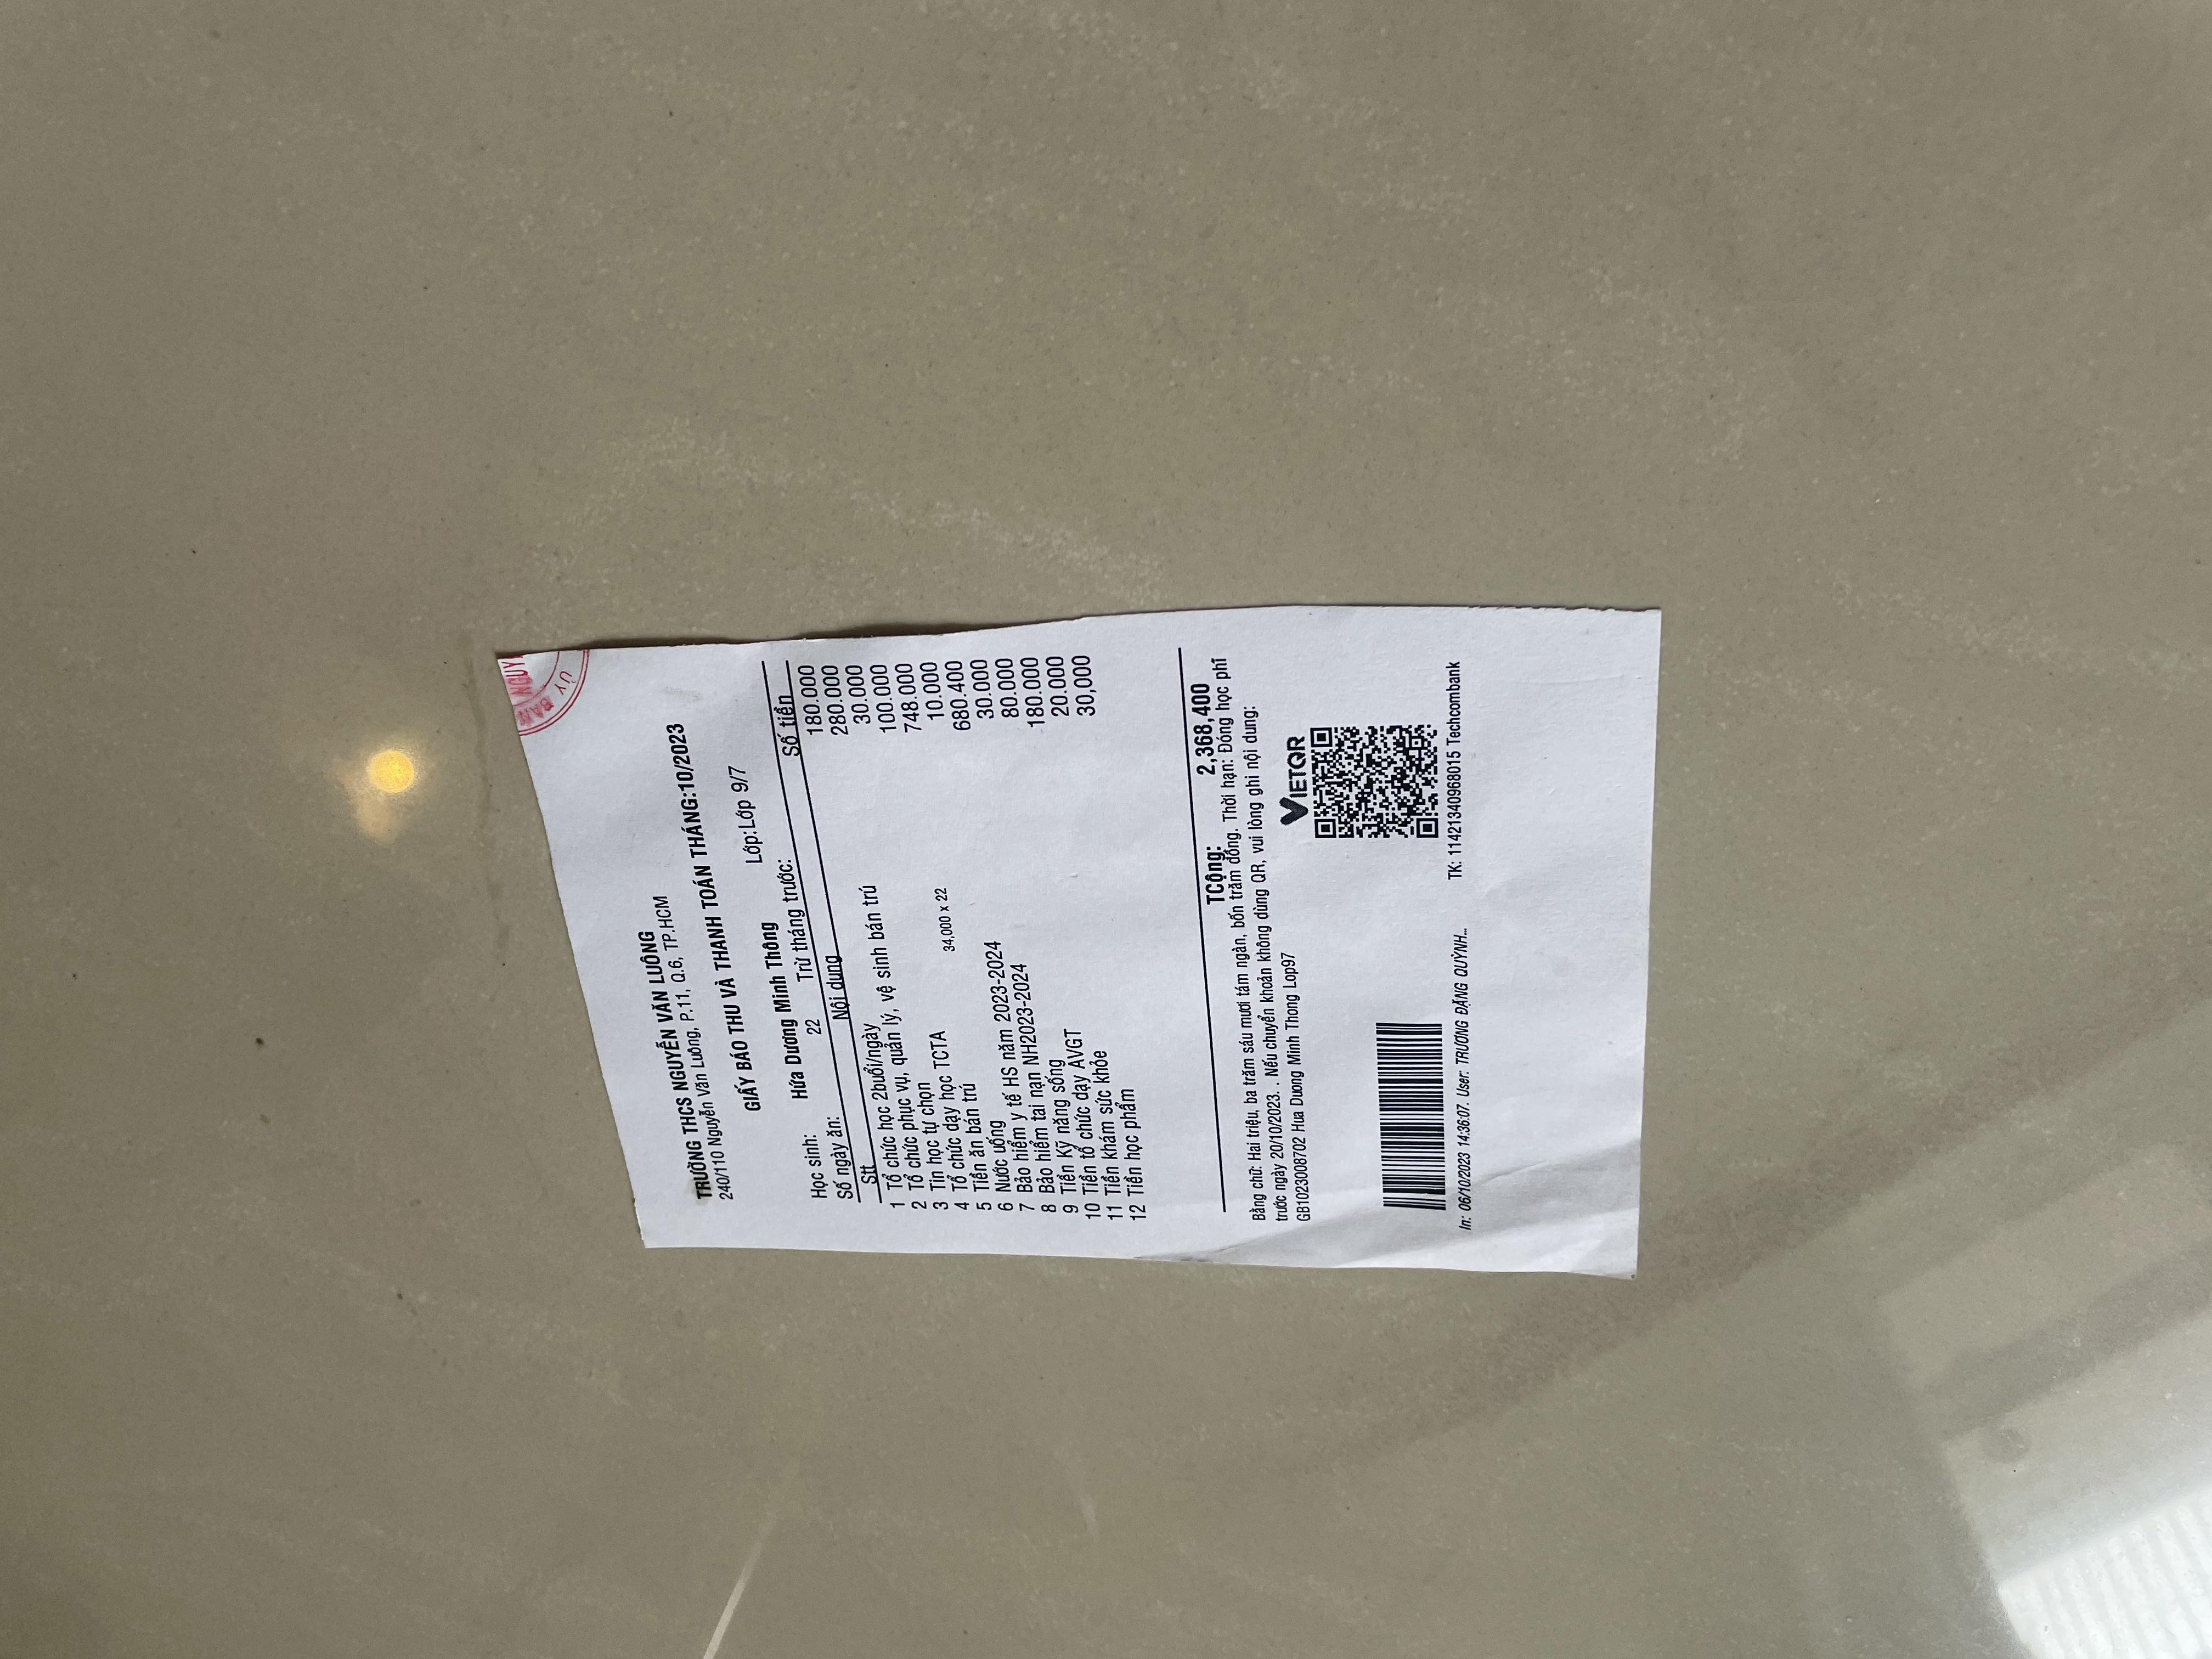 ỦY BAN
NGUY
TRƯỜNG THCS NGUYỄN VĂN LUÔNG
240/110 Nguyễn Văn Luông, P.11, Q.6, TP.HCM
GIẤY BÁO THU VÀ THANH TOÁN THÁNG:10/2023
Học sinh: Hứa Dương Minh Thông Lớp:Lớp 9/7
Số ngày ăn: 22 Trừ tháng trước:
Stt Nội dung Số tiền
1 Tổ chức học 2buổi/ngày 180.000
2 Tổ chức phục vụ, quản lý, vệ sinh bán trú 280.000
3 Tin học tự chọn 30.000
4 Tổ chức dạy học TCTA 100.000
5 Tiền ăn bán trú 34,000 x 22 748.000
6 Nước uống 10.000
7 Bảo hiểm y tế HS năm 2023-2024 680.400
8 Bảo hiểm tai nạn NH2023-2024 30.000
9 Tiền Kỹ năng sống 80.000
10 Tiền tổ chức dạy AVGT 180.000
11 Tiền khám sức khỏe 20.000
12 Tiền học phẩm 30,000
TCộng: 2,368,400
Bằng chữ: Hai triệu, ba trăm sáu mươi tám ngàn, bốn trăm đồng. Thời hạn: Đóng học phí
trước ngày 20/10/2023. . Nếu chuyển khoản không dùng QR, vui lòng ghi nội dung:
GB1023008702 Hua Duong Minh Thong Lop97
VIETQR
In: 06/10/2023 14:36:07. User: TRƯƠNG ĐẶNG QUỲNH...
TK: 11421340968015 Techcombank